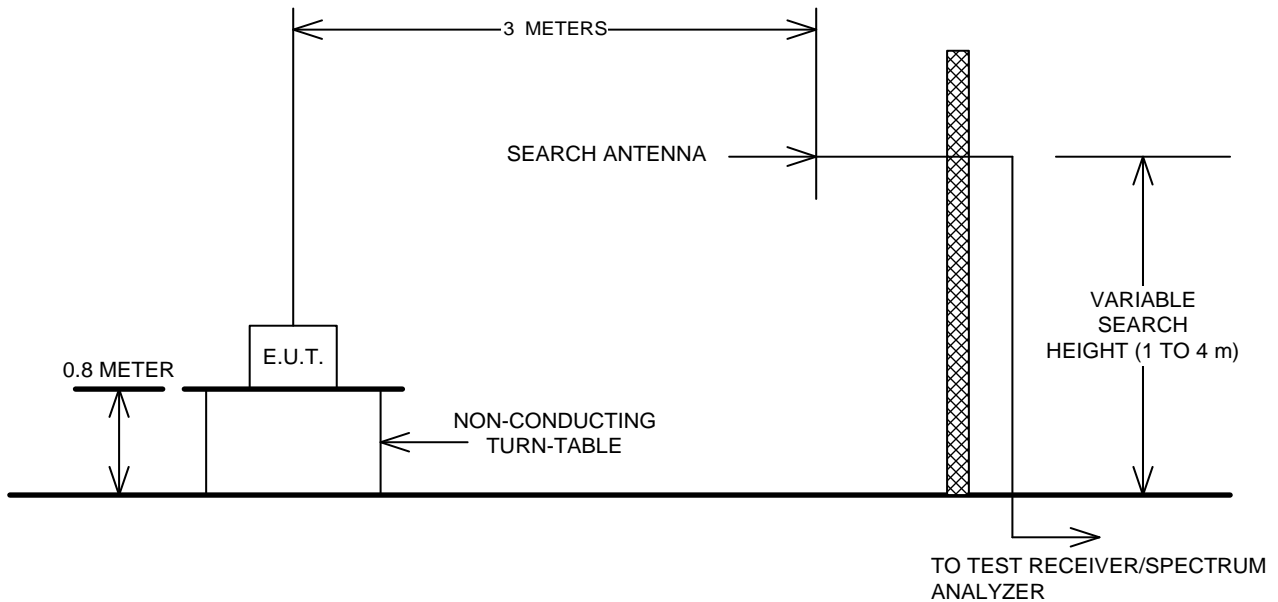 3 METERS
SEARCH ANTENNA
VARIABLE
SEARCH
HEIGHT (1 TO 4 m)
E.U.T.
0.8 METER
NON-CONDUCTING
TURN-TABLE
TO TEST RECEIVER/SPECTRUM
ANALYZER